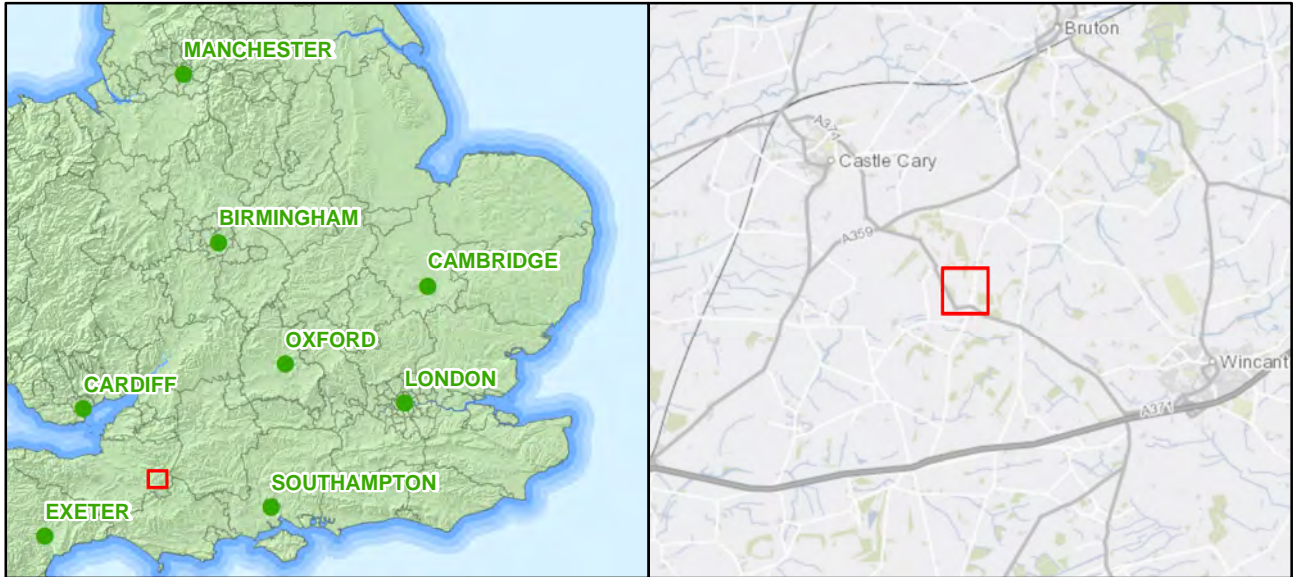 MANCHESTER
BIRMINGHAM
CAMBRIDGE
OXFORD
CARDIFF
LONDON
SOUTHAMPTON
EXETER
Bruton
A371
Castle Cary
A359
Wincant
A371